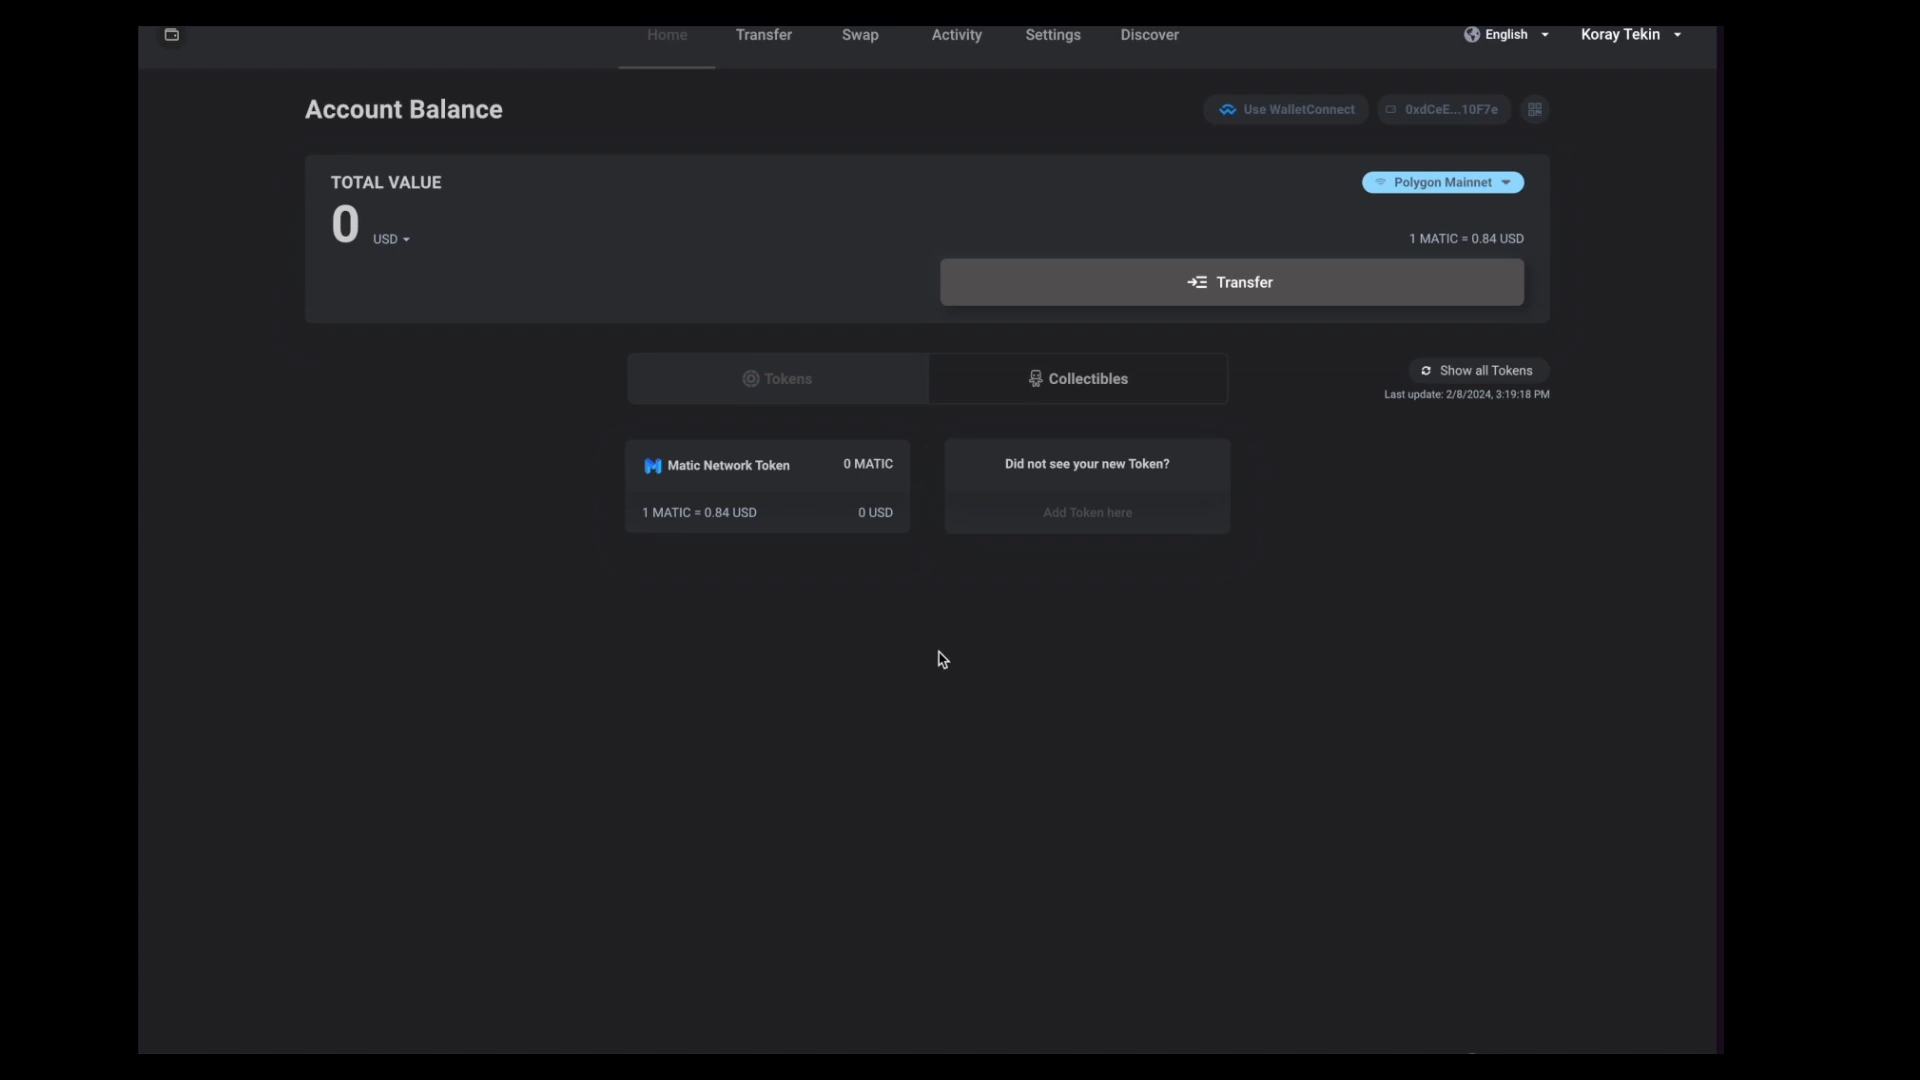 Home Transfer Swap Activity Settings Discover English Koray Tekin
Account Balance
Use WalletConnect 0xdCeE...10F7e
TOTAL VALUE
Polygon Mainnet
0 USD
1 MATIC = 0.84 USD
Transfer
Tokens
Collectibles
Show all Tokens
Last update: 2/8/2024, 3:19:18 PM
Matic Network Token 0 MATIC
1 MATIC = 0.84 USD 0 USD
Did not see your new Token?
Add Token here